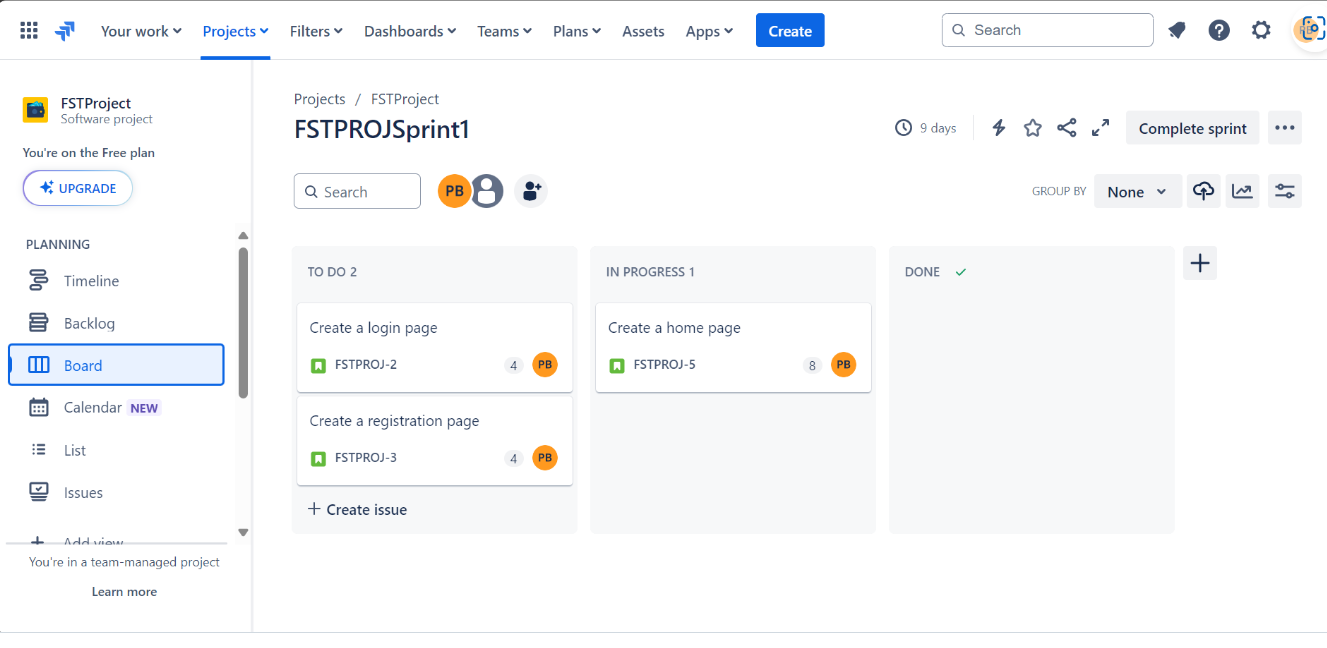 Your work Projects Filters Dashboards Teams Plans Assets Apps Create Search
FSTProject
Software project
You're on the Free plan
UPGRADE
PLANNING
Timeline
Backlog
Board
Calendar NEW
List
Issues
Add view
You're in a team-managed project
Learn more
Projects / FSTProject
FSTPROJSprint1
9 days
Complete sprint
Search
PB
GROUP BY None
TO DO 2
Create a login page
FSTPROJ-2 4 PB
Create a registration page
FSTPROJ-3 4 PB
+ Create issue
IN PROGRESS 1
Create a home page
FSTPROJ-5 8 PB
DONE